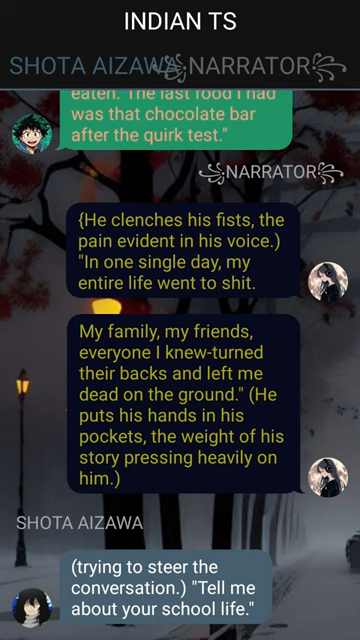 INDIAN TS
SHOTA AIZAWA NARRATOR
eaten. The last food I had
was that chocolate bar
after the quirk test."
NARRATOR
{He clenches his fists, the
pain evident in his voice.)
"In one single day, my
entire life went to shit.
My family, my friends,
everyone I knew-turned
their backs and left me
dead on the ground." (He
puts his hands in his
pockets, the weight of his
story pressing heavily on
him.)
SHOTA AIZAWA
(trying to steer the
conversation.) "Tell me
about your school life."